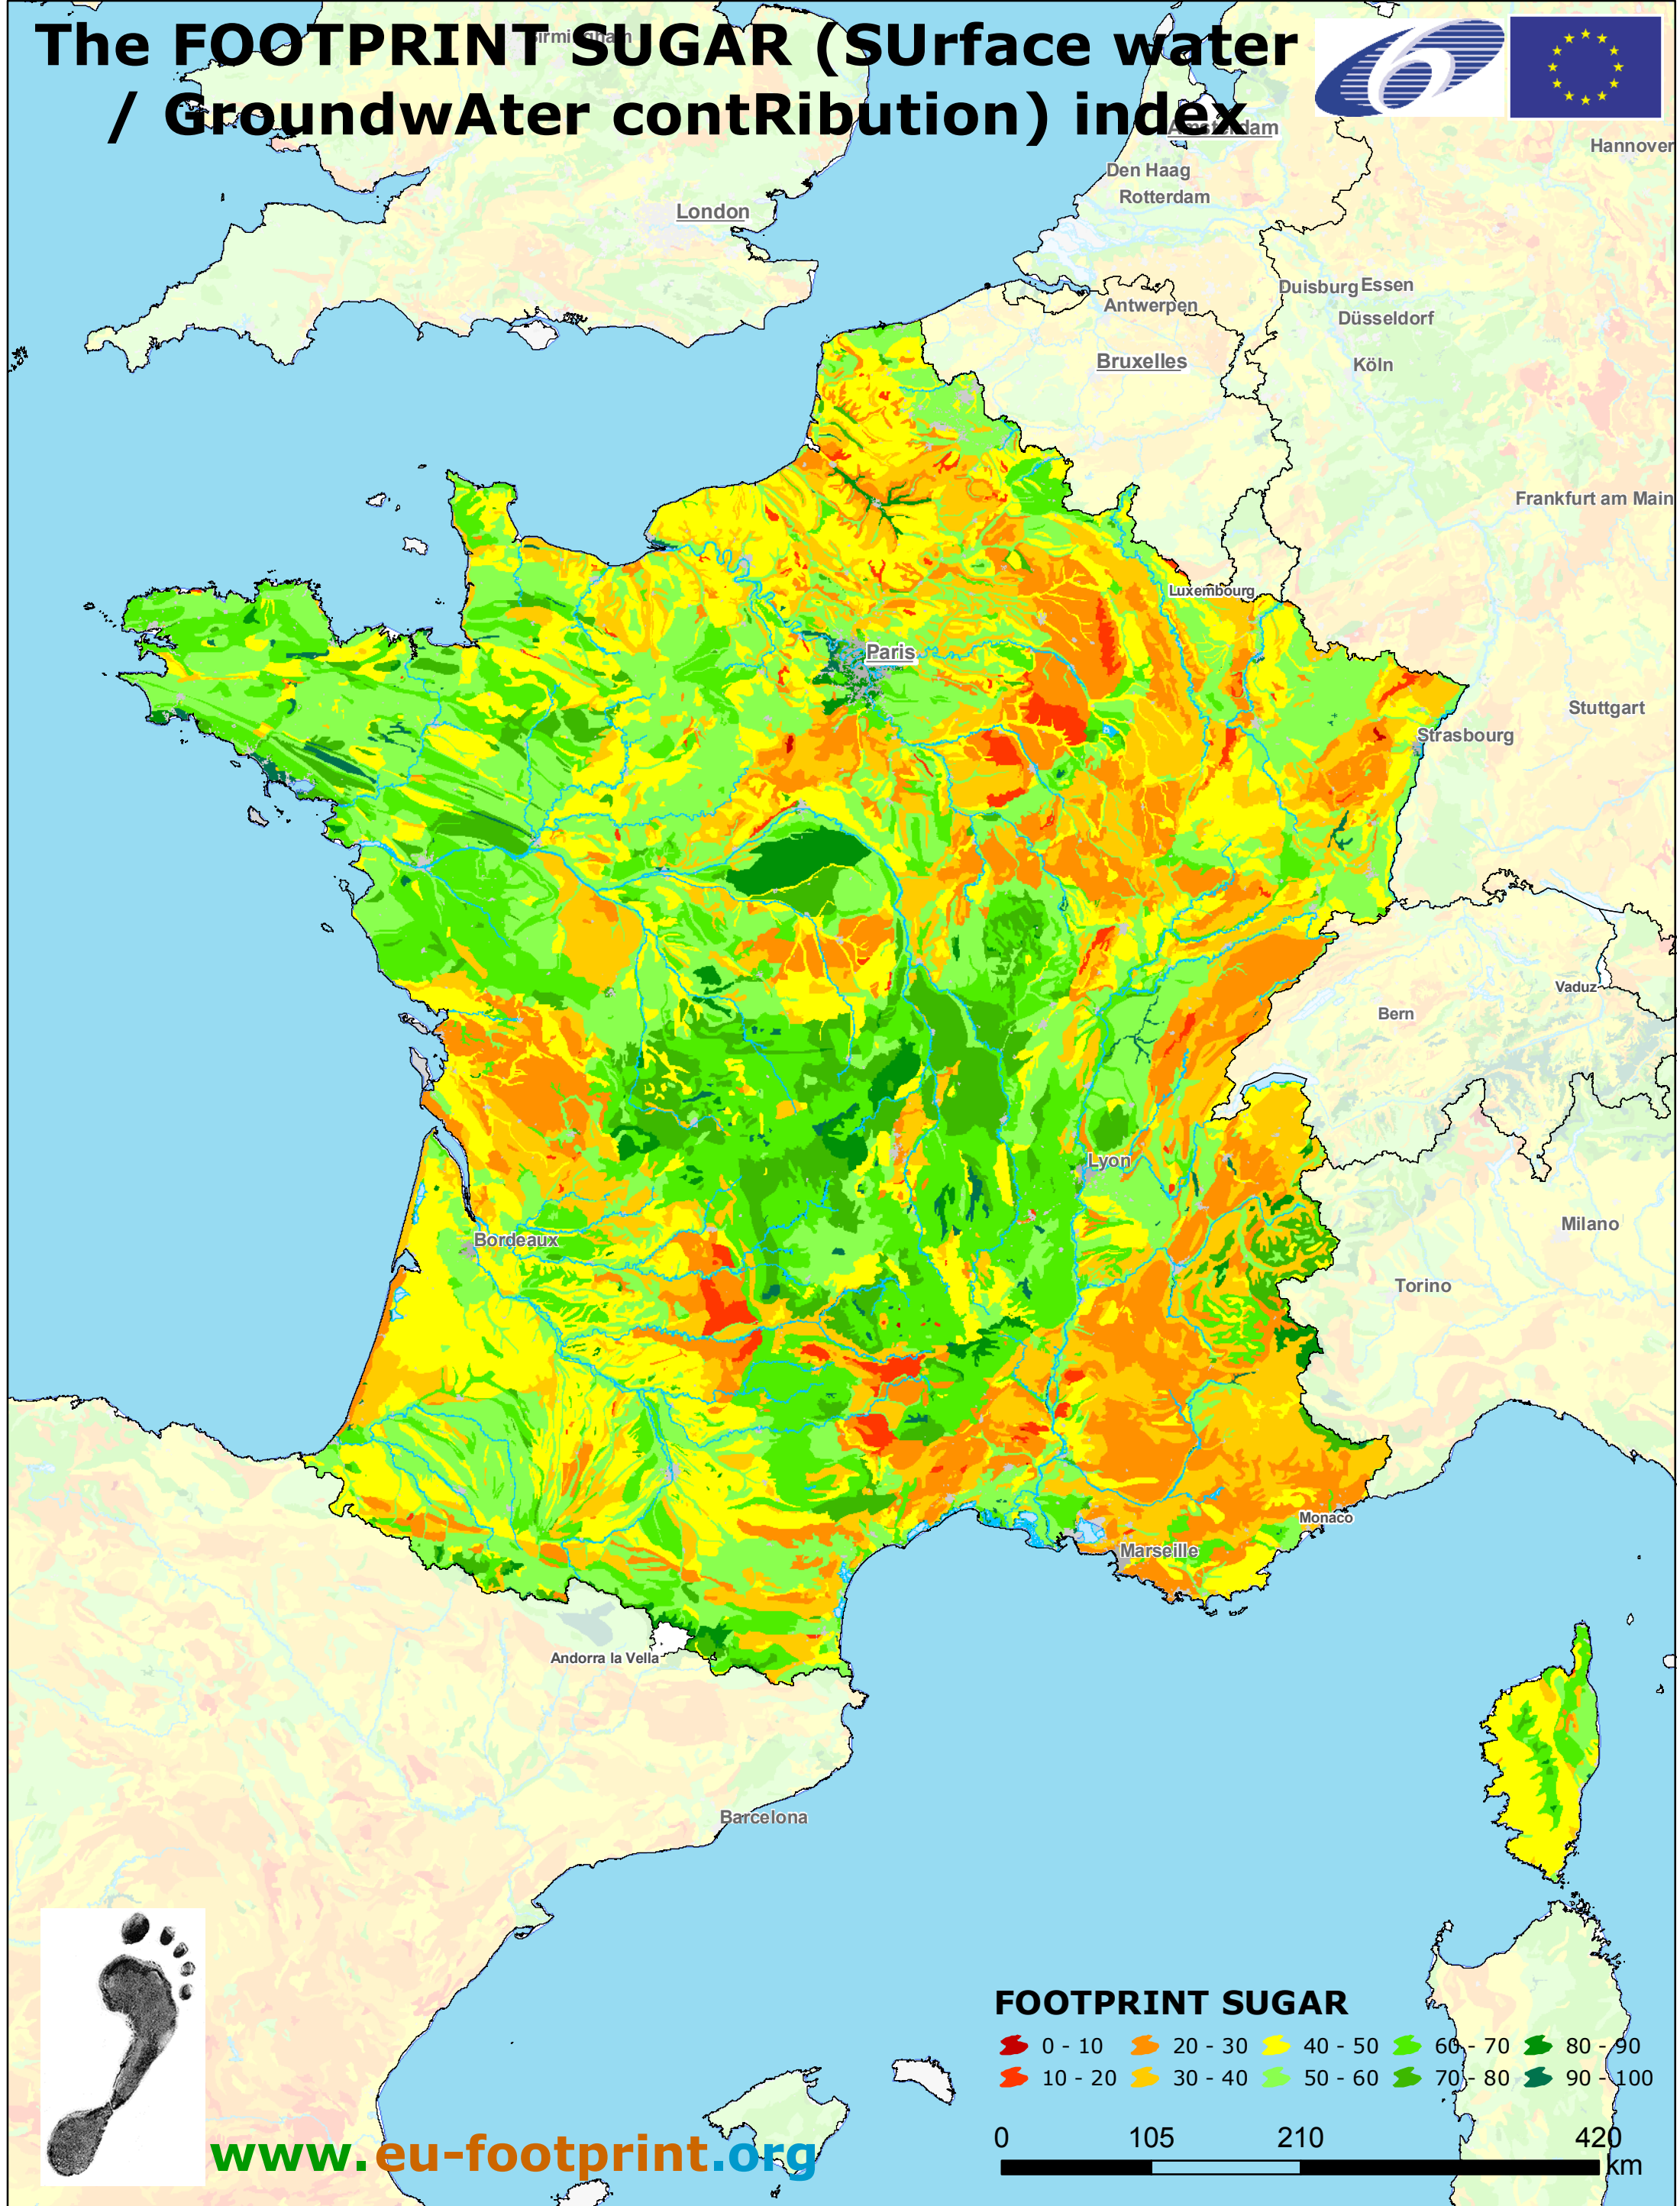 The FOOTPRINT SUGAR (SUrface water
/ GroundwAter contRibution) index
Birmingham
Amsterdam
Hannover
Den Haag
Rotterdam
London
Duisburg
Essen
Antwerpen
Düsseldorf
Bruxelles
Köln
Frankfurt am Main
Luxembourg
Paris
Stuttgart
Strasbourg
Vaduz
Bern
Lyon
Milano
Bordeaux
Torino
Monaco
Marseille
Andorra la Vella
Barcelona
FOOTPRINT SUGAR
0 - 10 20 - 30 40 - 50 60 - 70 80 - 90
10 - 20 30 - 40 50 - 60 70 - 80 90 - 100
0 105 210 420
km
www.eu-footprint.org